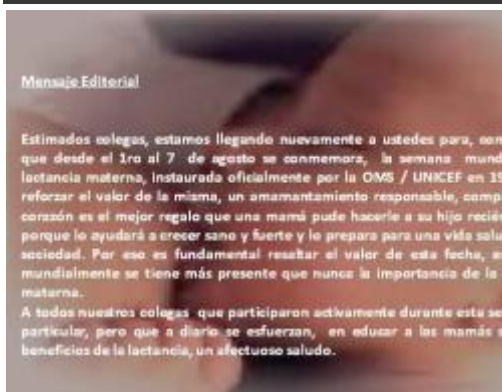 Mensaje Editorial
Estimados colegas, estamos llegando nuevamente a ustedes para, con
que desde el 1ro al 7 de agosto se conmemora, la semana mund
lactancia materna, instaurada oficialmente por la OMS / UNICEF en 19
reforzar el valor de la misma, un amamantamiento responsable, comp
corazón es el mejor regalo que una mamá pude hacerle a su hijo recié
porque lo ayudará a crecer sano y fuerte y lo prepara para una vida salu
sociedad. Por eso es fundamental resaltar el valor de esta fecha, e
mundialmente se tiene más presente que nunca la importancia de la
materna.
A todos nuestros colegas que participaron activamente durante esta se
particular, pero que a diario se esfuerzan, en educar a las mamás
beneficios de la lactancia, un afectuoso saludo.